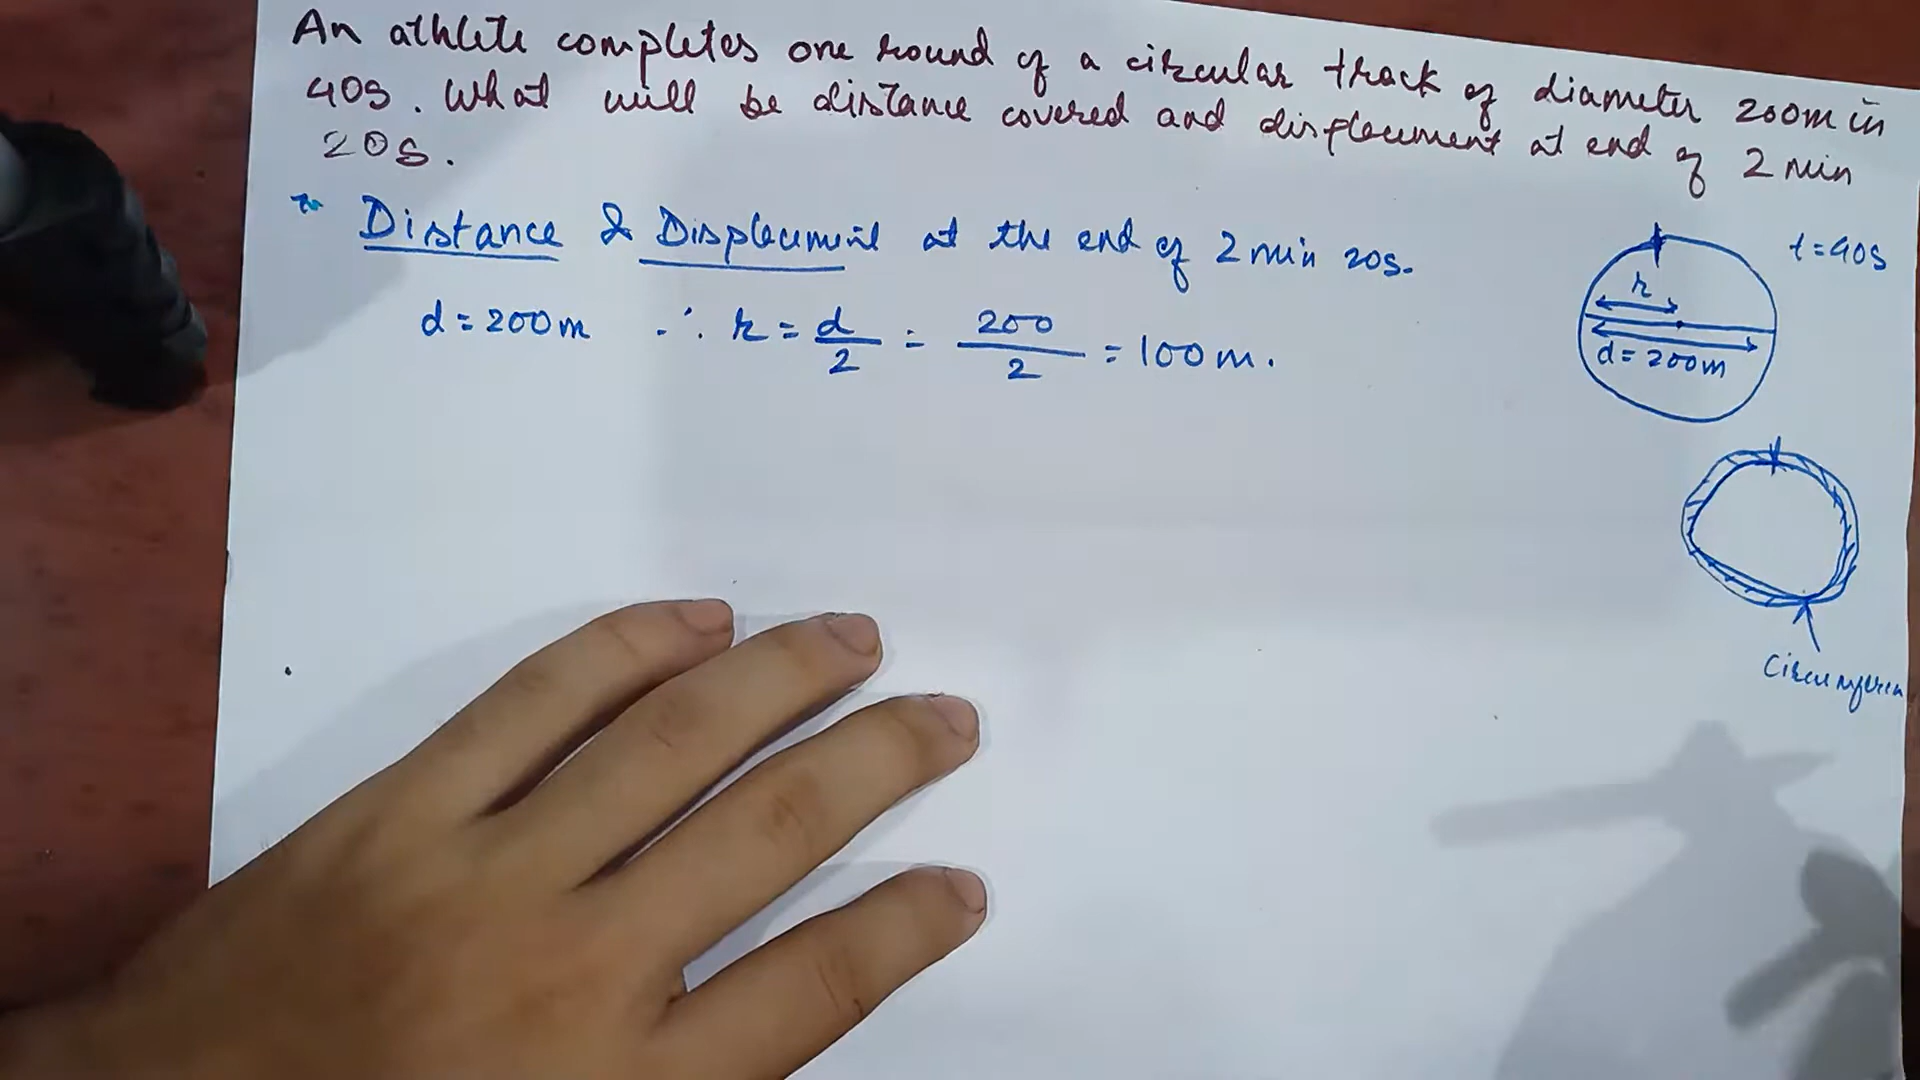 An athlete completes one round of a circular track of diameter 200m in
40s. What will be distance covered and displacement at end of 2 min
20s.
Distance & Displacement at the end of 2 min 20s.
d = 200m ∴ r = d/2 = 200/2 = 100m.
t = 40s
r
d = 200m